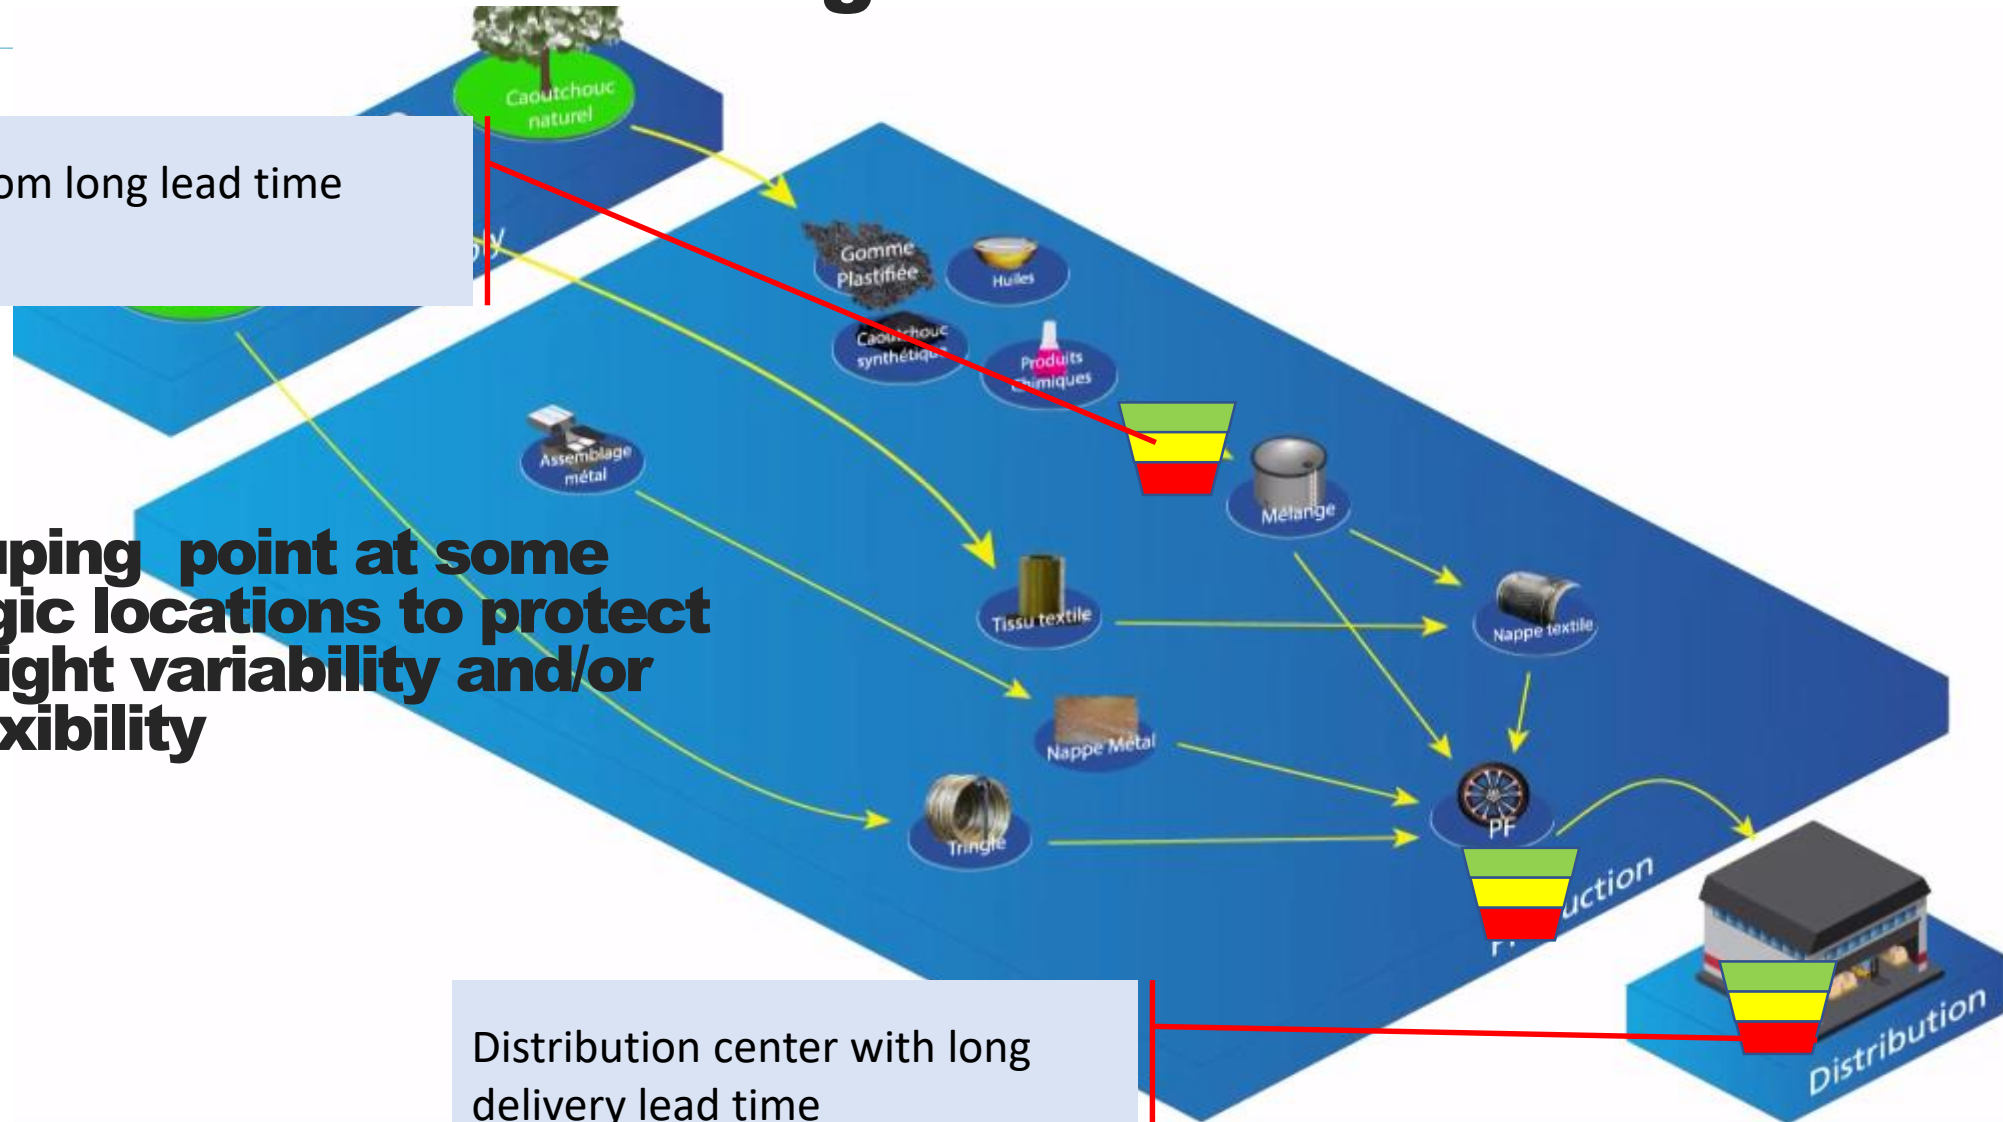 Caoutchouc
naturel
om long lead time
Gomme
Plastifiée
Huiles
Caoutchouc
synthétique
Produits
Chimiques
Assemblage
métal
Mélange
uping point at some
gic locations to protect
ight variability and/or
xibility
Tissu textile
Nappe textile
Nappe Métal
Tringle
PF
uction
Distribution center with long
delivery lead time
Distribution